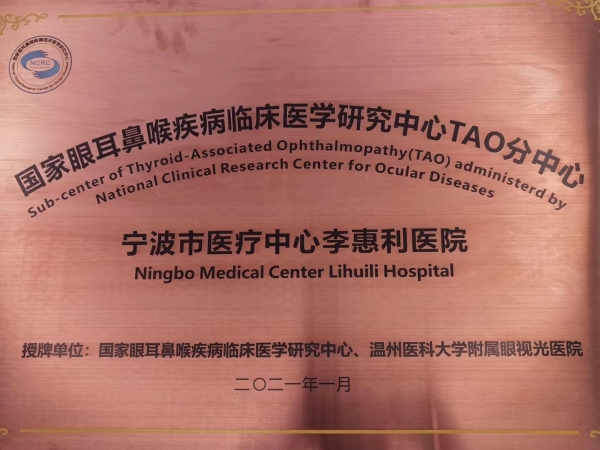 NCRC
国家眼耳鼻喉疾病临床医学研究中心TAO分中心
Sub-center of Thyroid-Associated Ophthalmopathy(TAO) administerd by
National Clinical Research Center for Ocular Diseases
宁波市医疗中心李惠利医院
Ningbo Medical Center Lihuili Hospital
授牌单位：国家眼耳鼻喉疾病临床医学研究中心、温州医科大学附属眼视光医院
二〇二一年一月